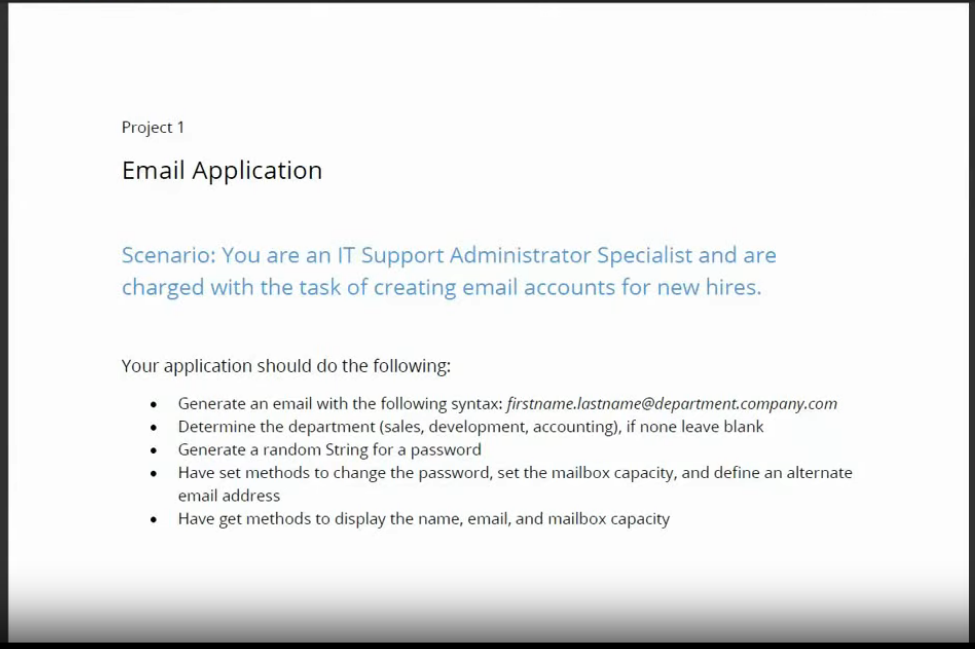 Project 1
Email Application
Scenario: You are an IT Support Administrator Specialist and are
charged with the task of creating email accounts for new hires.
Your application should do the following:
• Generate an email with the following syntax: firstname.lastname@department.company.com
• Determine the department (sales, development, accounting), if none leave blank
• Generate a random String for a password
• Have set methods to change the password, set the mailbox capacity, and define an alternate
email address
• Have get methods to display the name, email, and mailbox capacity